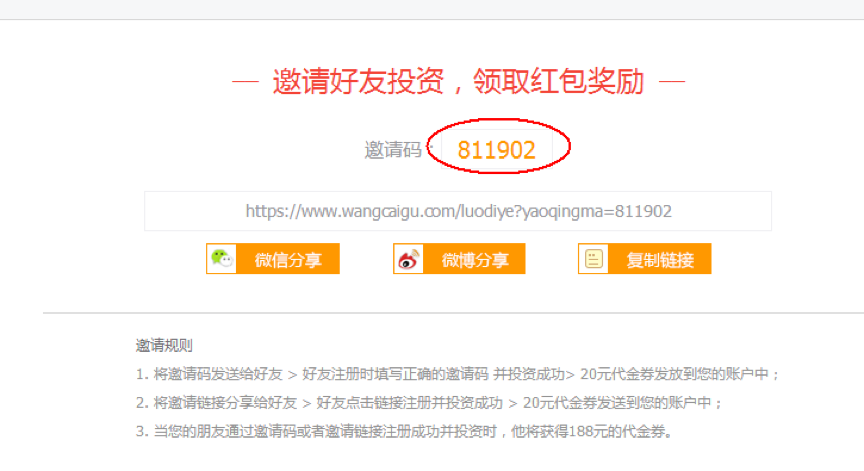 — 邀请好友投资，领取红包奖励 —
邀请码： 811902
https://www.wangcaigu.com/luodiye?yaoqingma=811902
微信分享 微博分享 复制链接
邀请规则
1. 将邀请码发送给好友 > 好友注册时填写正确的邀请码 并投资成功> 20元代金券发放到您的账户中；
2. 将邀请链接分享给好友 > 好友点击链接注册并投资成功 > 20元代金券发送到您的账户中；
3. 当您的朋友通过邀请码或者邀请链接注册成功并投资时，他将获得188元的代金券。